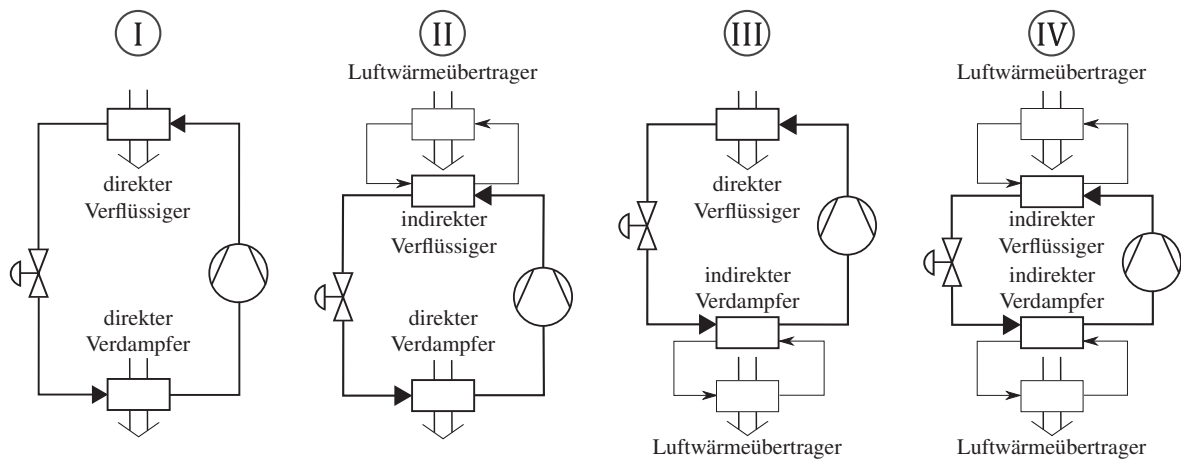 I
direkter
Verflüssiger
direkter
Verdampfer
II
Luftwärmeübertrager
indirekter
Verflüssiger
direkter
Verdampfer
III
direkter
Verflüssiger
indirekter
Verdampfer
Luftwärmeübertrager
IV
Luftwärmeübertrager
indirekter
Verflüssiger
indirekter
Verdampfer
Luftwärmeübertrager